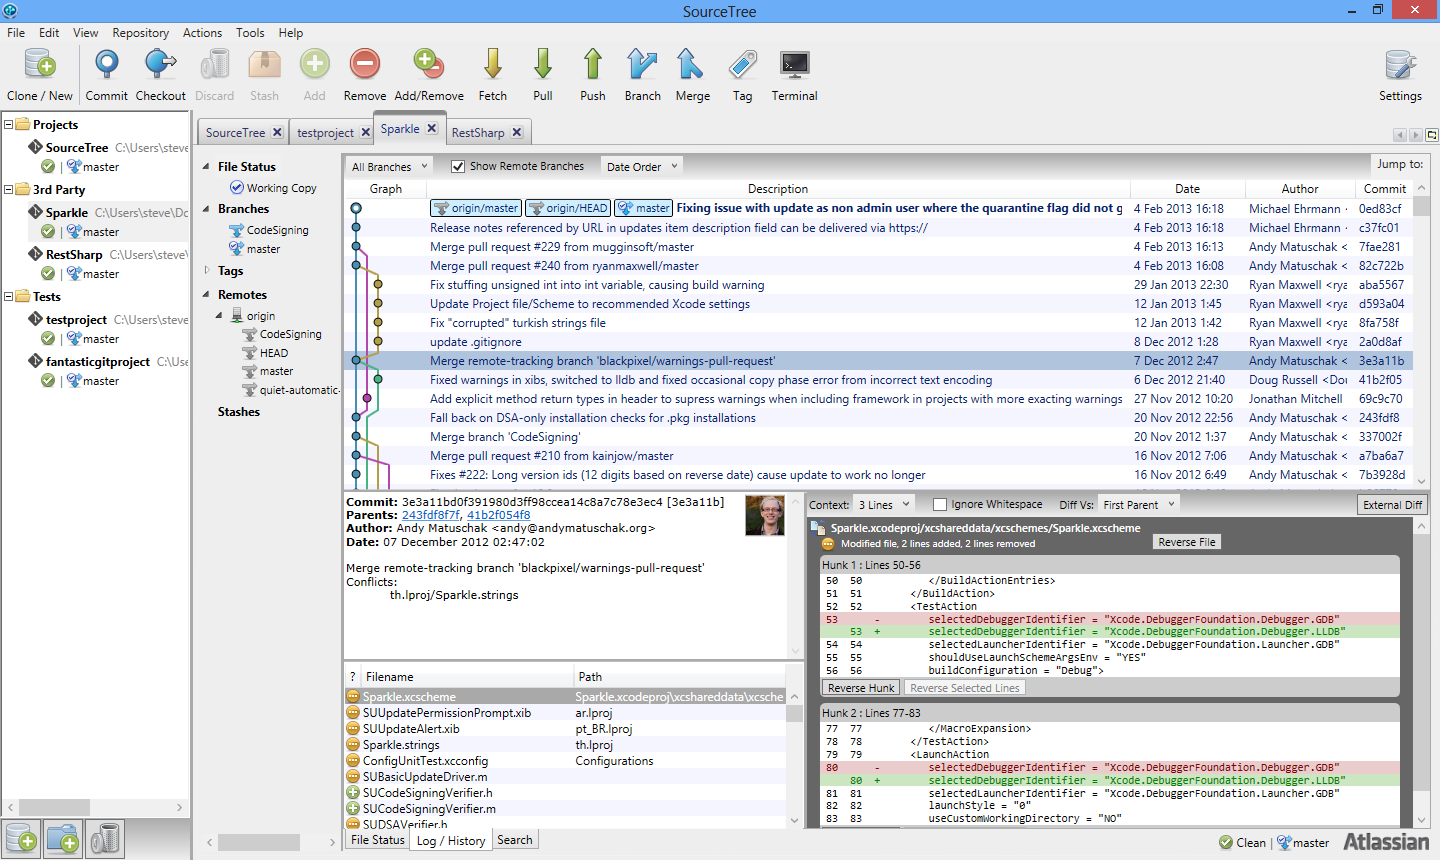 SourceTree
File Edit View Repository Actions Tools Help
Clone / New Commit Checkout Discard Stash Add Remove Add/Remove Fetch Pull Push Branch Merge Tag Terminal Settings
Projects
SourceTree C:\Users\steve
master
3rd Party
Sparkle C:\Users\steve\Do
master
RestSharp C:\Users\steve\
master
Tests
testproject C:\Users\steve
master
fantasticgitproject C:\Use
master
SourceTree testproject Sparkle RestSharp
File Status
Working Copy
Branches
CodeSigning
master
Tags
Remotes
origin
CodeSigning
HEAD
master
quiet-automatic-
Stashes
All Branches Show Remote Branches Date Order Jump to:
Graph Description Date Author Commit
origin/master origin/HEAD master Fixing issue with update as non admin user where the quarantine flag did not g 4 Feb 2013 16:18 Michael Ehrmann < 0ed83cf
Release notes referenced by URL in updates item description field can be delivered via https:// 4 Feb 2013 16:18 Michael Ehrmann < c37fc01
Merge pull request #229 from mugginsoft/master 4 Feb 2013 16:13 Andy Matuschak < 7fae281
Merge pull request #240 from ryanmaxwell/master 4 Feb 2013 16:08 Andy Matuschak < 82c722b
Fix stuffing unsigned int into int variable, causing build warning 29 Jan 2013 22:30 Ryan Maxwell <rya aba5567
Update Project file/Scheme to recommended Xcode settings 12 Jan 2013 1:45 Ryan Maxwell <rya d593a04
Fix "corrupted" turkish strings file 12 Jan 2013 1:42 Ryan Maxwell <rya 8fa758f
update .gitignore 8 Dec 2012 1:28 Ryan Maxwell <rya 2a0d8af
Merge remote-tracking branch 'blackpixel/warnings-pull-request' 7 Dec 2012 2:47 Andy Matuschak < 3e3a11b
Fixed warnings in xibs, switched to lldb and fixed occasional copy phase error from incorrect text encoding 6 Dec 2012 21:40 Doug Russell <Dou 41b2f05
Add explicit method return types in header to supress warnings when including framework in projects with more exacting warnings 27 Nov 2012 10:20 Jonathan Mitchell 69c9c70
Fall back on DSA-only installation checks for .pkg installations 20 Nov 2012 22:56 Andy Matuschak < 243fdf8
Merge branch 'CodeSigning' 20 Nov 2012 1:37 Andy Matuschak < 337002f
Merge pull request #210 from kainjow/master 16 Nov 2012 7:06 Andy Matuschak < a7ba6a7
Fixes #222: Long version ids (12 digits based on reverse date) cause update to work no longer 16 Nov 2012 6:49 Andy Matuschak < 7b3928d
Commit: 3e3a11bd0f391980d3ff98ccea14c8a7c78e3ec4 [3e3a11b]
Parents: 243fdf8f7f, 41b2f054f8
Author: Andy Matuschak <andy@andymatuschak.org>
Date: 07 December 2012 02:47:02
Merge remote-tracking branch 'blackpixel/warnings-pull-request'
Conflicts:
th.lproj/Sparkle.strings
? Filename Path
Sparkle.xcscheme Sparkle.xcodeproj\xcshareddata\xcsche
SUUpdatePermissionPrompt.xib ar.lproj
SUUpdateAlert.xib pt_BR.lproj
Sparkle.strings th.lproj
ConfigUnitTest.xcconfig Configurations
SUBasicUpdateDriver.m
SUCodeSigningVerifier.h
SUCodeSigningVerifier.m
SUDSAVerifier.h
File Status Log / History Search
Context: 3 Lines Ignore Whitespace Diff Vs: First Parent External Diff
Sparkle.xcodeproj/xcshareddata/xcschemes/Sparkle.xcscheme
Modified file, 2 lines added, 2 lines removed Reverse File
Hunk 1 : Lines 50-56
50 50 </BuildActionEntries>
51 51 </BuildAction>
52 52 <TestAction
53 - selectedDebuggerIdentifier = "Xcode.DebuggerFoundation.Debugger.GDB"
53 + selectedDebuggerIdentifier = "Xcode.DebuggerFoundation.Debugger.LLDB"
54 54 selectedLauncherIdentifier = "Xcode.DebuggerFoundation.Launcher.GDB"
55 55 shouldUseLaunchSchemeArgsEnv = "YES"
56 56 buildConfiguration = "Debug">
Reverse Hunk Reverse Selected Lines
Hunk 2 : Lines 77-83
77 77 </MacroExpansion>
78 78 </TestAction>
79 79 <LaunchAction
80 - selectedDebuggerIdentifier = "Xcode.DebuggerFoundation.Debugger.GDB"
80 + selectedDebuggerIdentifier = "Xcode.DebuggerFoundation.Debugger.LLDB"
81 81 selectedLauncherIdentifier = "Xcode.DebuggerFoundation.Launcher.GDB"
82 82 launchStyle = "0"
83 83 useCustomWorkingDirectory = "NO"
Clean | master Atlassian